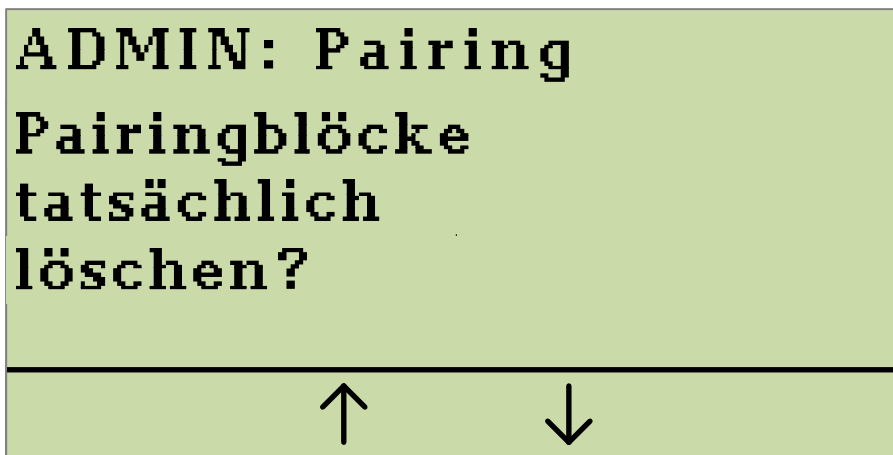 ADMIN: Pairing
Pairingblöcke
tatsächlich
löschen?
↑ ↓